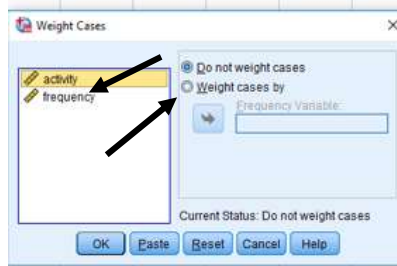 Weight Cases
activity
frequency
Do not weight cases
Weight cases by
Frequency Variable:
Current Status: Do not weight cases
OK
Paste
Reset
Cancel
Help